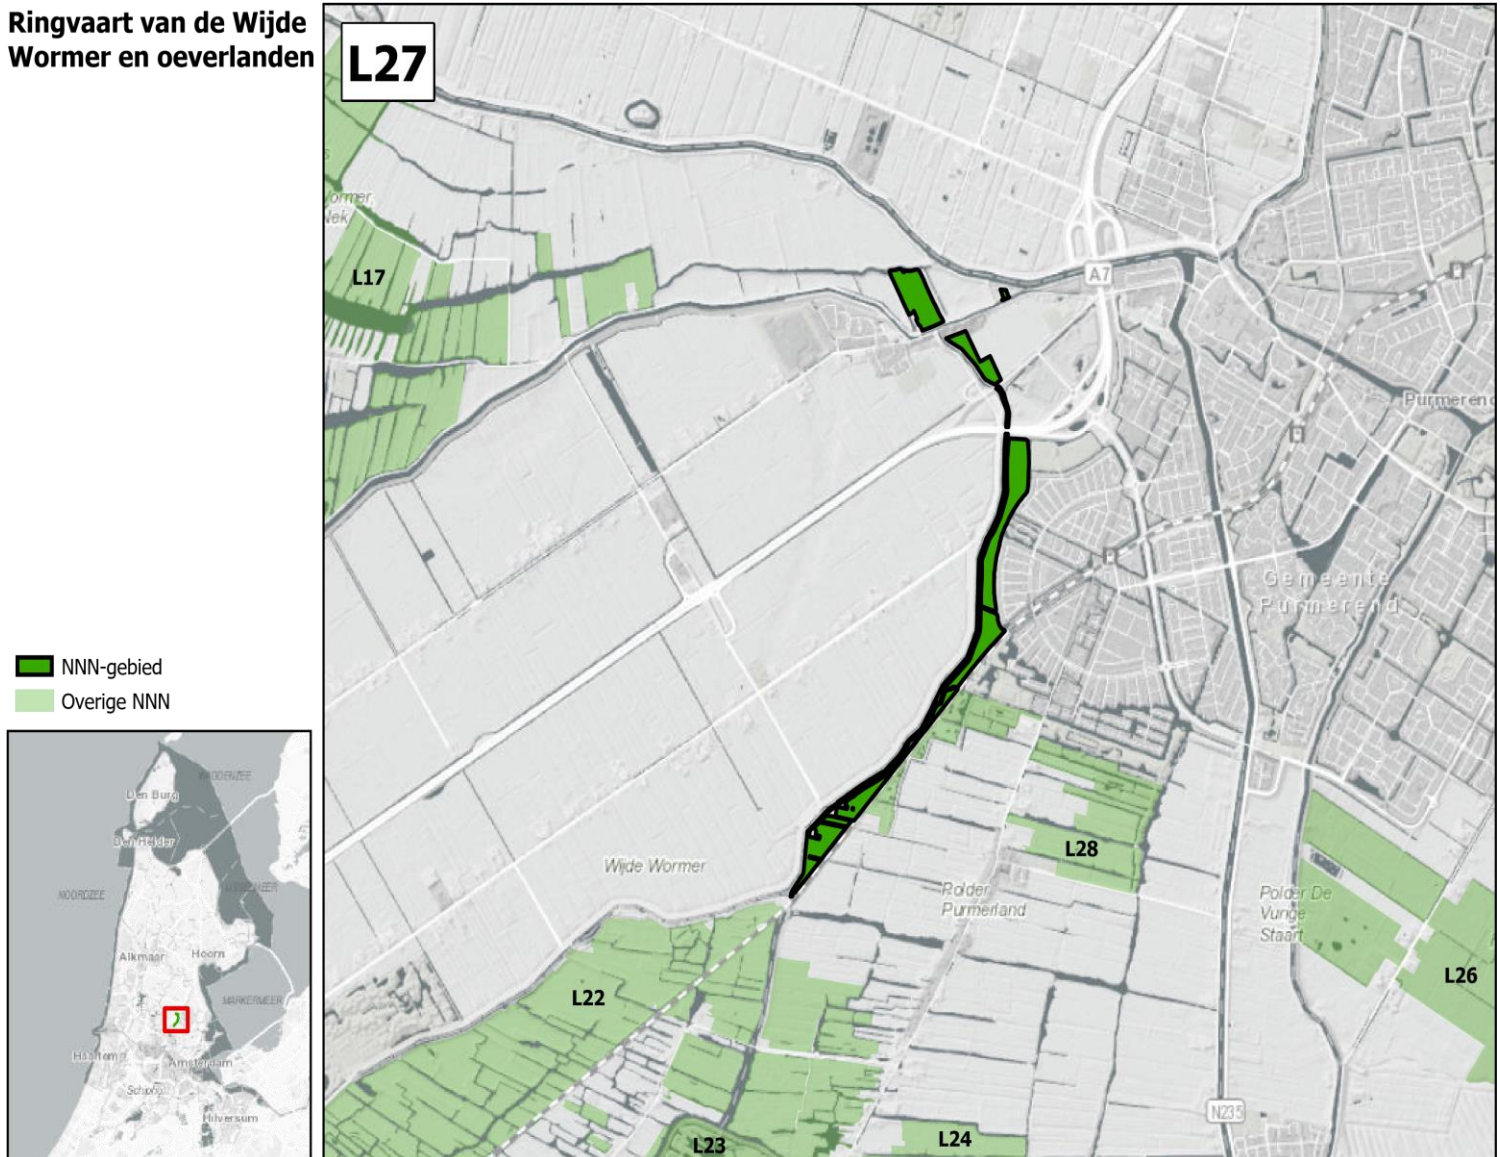 Ringvaart van de Wijde
Wormer en oeverlanden
L27
L17
A7
Purmerend
Gemeente
Purmerend
NNN-gebied
Overige NNN
Wijde Wormer
L28
Polder
Purmerland
Polder De
Vurige
Staart
L26
L22
N235
L24
L23
WADDENZEE
Den Burg
Den Helder
NOORDZEE
Alkmaar
Hoorn
MARKERMEER
Haarlem
Amsterdam
Schiphol
Hilversum